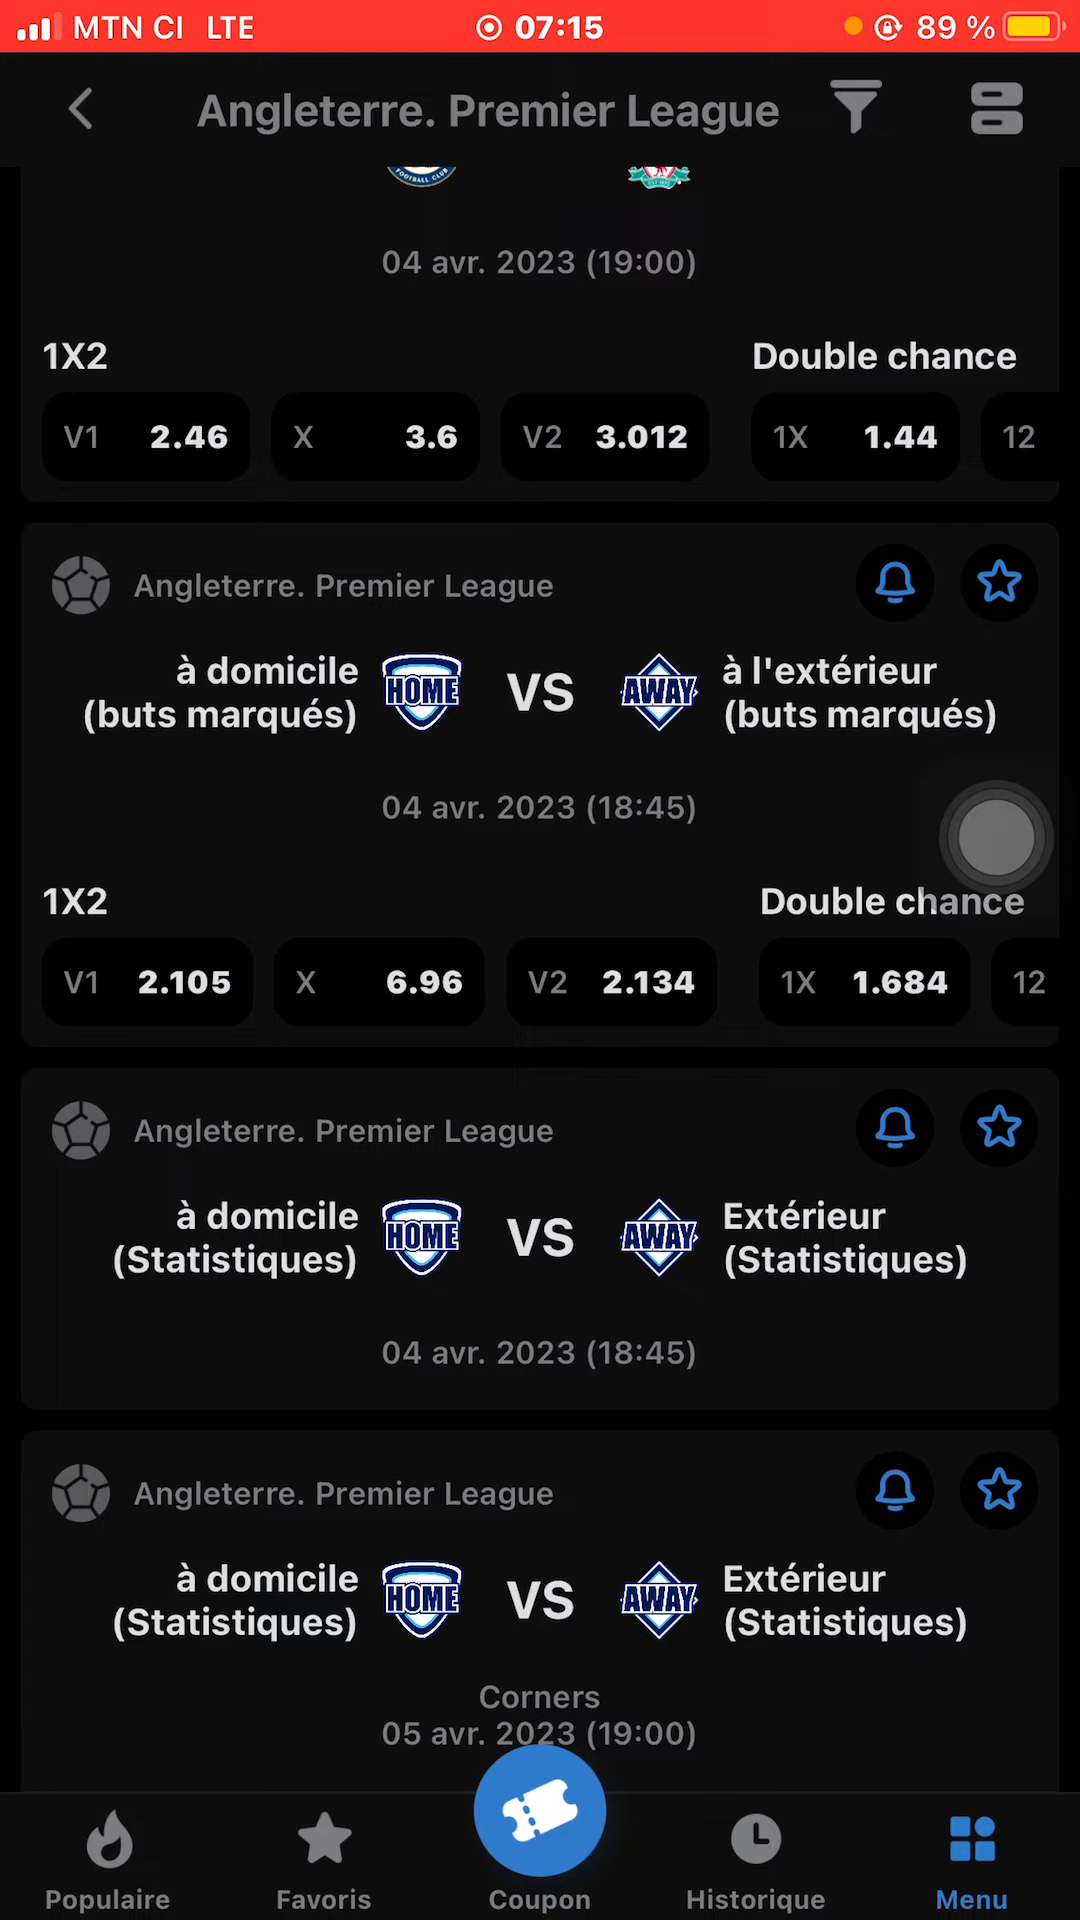 MTN CI LTE 07:15 89 %
Angleterre. Premier League
FOOTBALL CLUB
04 avr. 2023 (19:00)
1X2 Double chance
V1 2.46 X 3.6 V2 3.012 1X 1.44 12
Angleterre. Premier League
à domicile (buts marqués) HOME VS AWAY à l'extérieur (buts marqués)
04 avr. 2023 (18:45)
1X2 Double chance
V1 2.105 X 6.96 V2 2.134 1X 1.684 12
Angleterre. Premier League
à domicile (Statistiques) HOME VS AWAY Extérieur (Statistiques)
04 avr. 2023 (18:45)
Angleterre. Premier League
à domicile (Statistiques) HOME VS AWAY Extérieur (Statistiques)
Corners
05 avr. 2023 (19:00)
Populaire Favoris Coupon Historique Menu